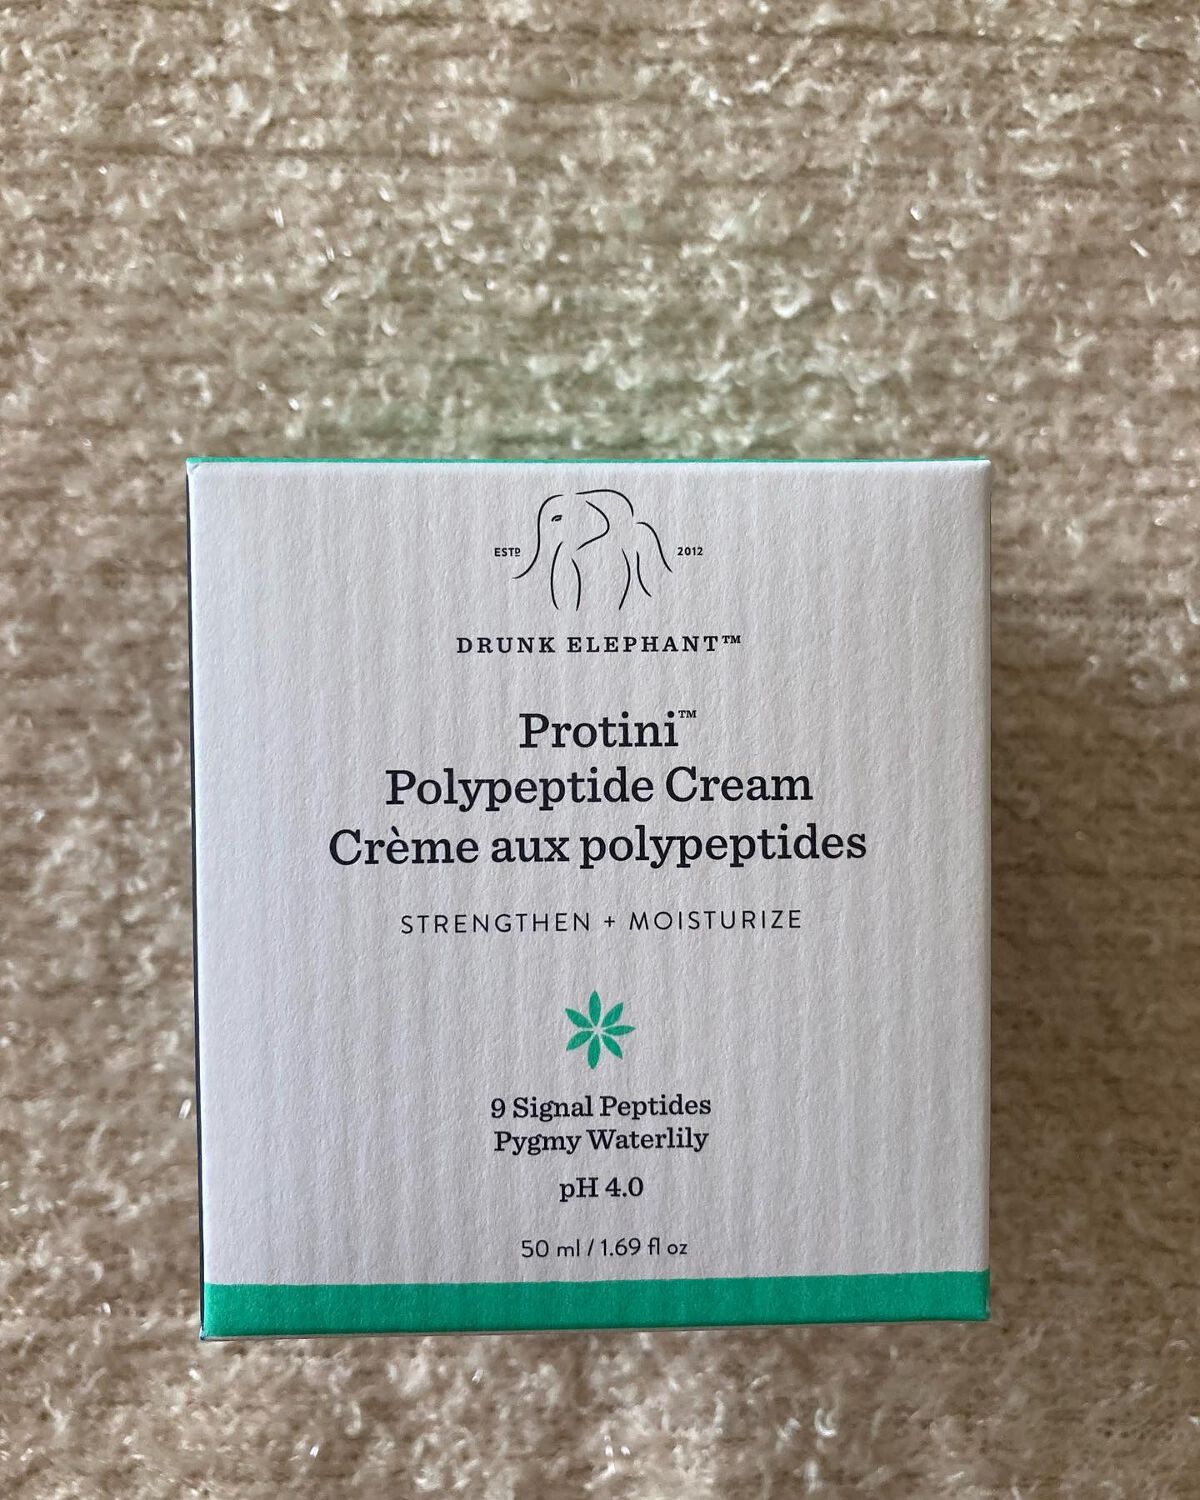 ESTD 2012
DRUNK ELEPHANT™
Protini™
Polypeptide Cream
Crème aux polypeptides
STRENGTHEN + MOISTURIZE
9 Signal Peptides
Pygmy Waterlily
pH 4.0
50 ml / 1.69 fl oz